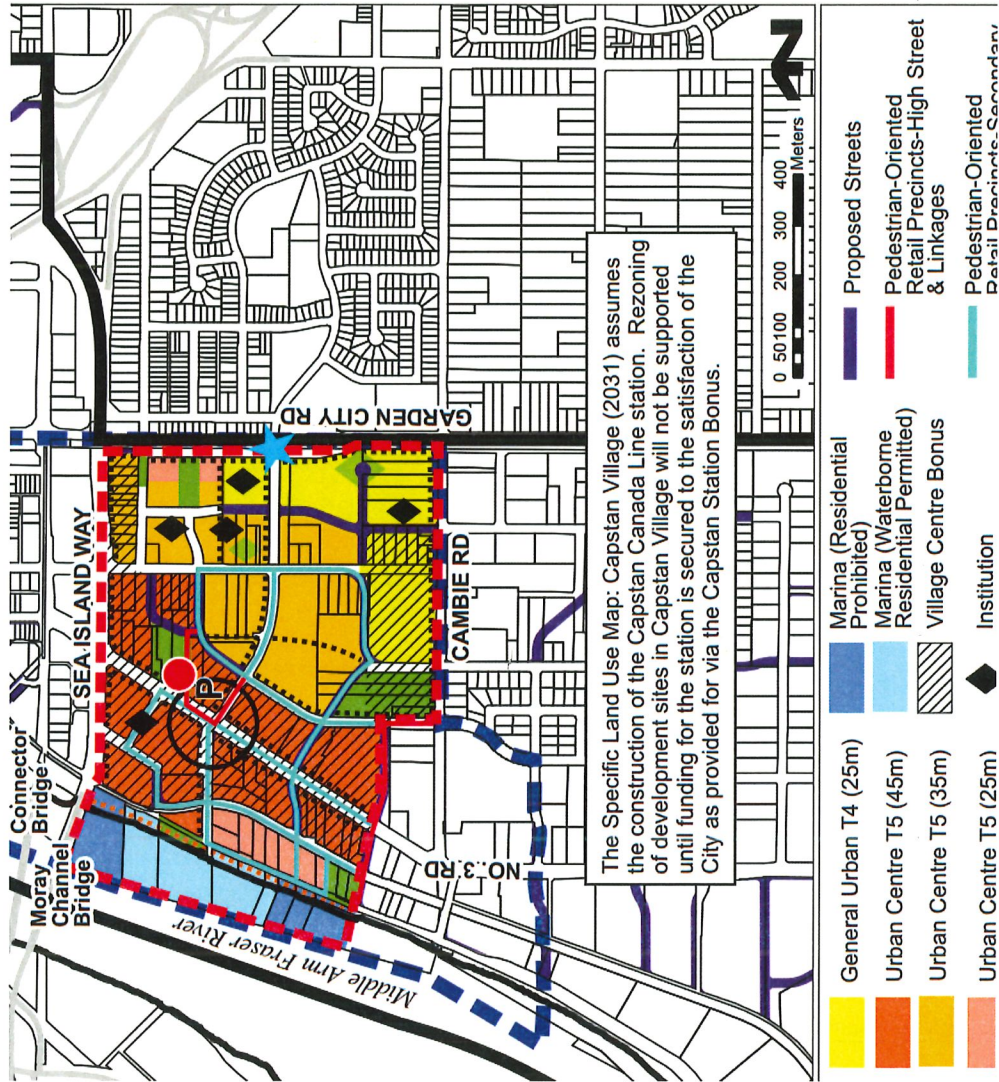 Connector
Bridge
Moray
Channel
Bridge
SEA ISLAND WAY
GARDEN CITY RD
P
CAMBIE RD
NO. 3 RD
Middle Arm Fraser River
The Specific Land Use Map: Capstan Village (2031) assumes
the construction of the Capstan Canada Line station. Rezoning
of development sites in Capstan Village will not be supported
until funding for the station is secured to the satisfaction of the
City as provided for via the Capstan Station Bonus.
0 50 100 200 300 400
Meters
N
General Urban T4 (25m)
Urban Centre T5 (45m)
Urban Centre T5 (35m)
Urban Centre T5 (25m)
Marina (Residential
Prohibited)
Marina (Waterborne
Residential Permitted)
Village Centre Bonus
Institution
Proposed Streets
Pedestrian-Oriented
Retail Precincts-High Street
& Linkages
Pedestrian-Oriented
Retail Precincts-Secondary